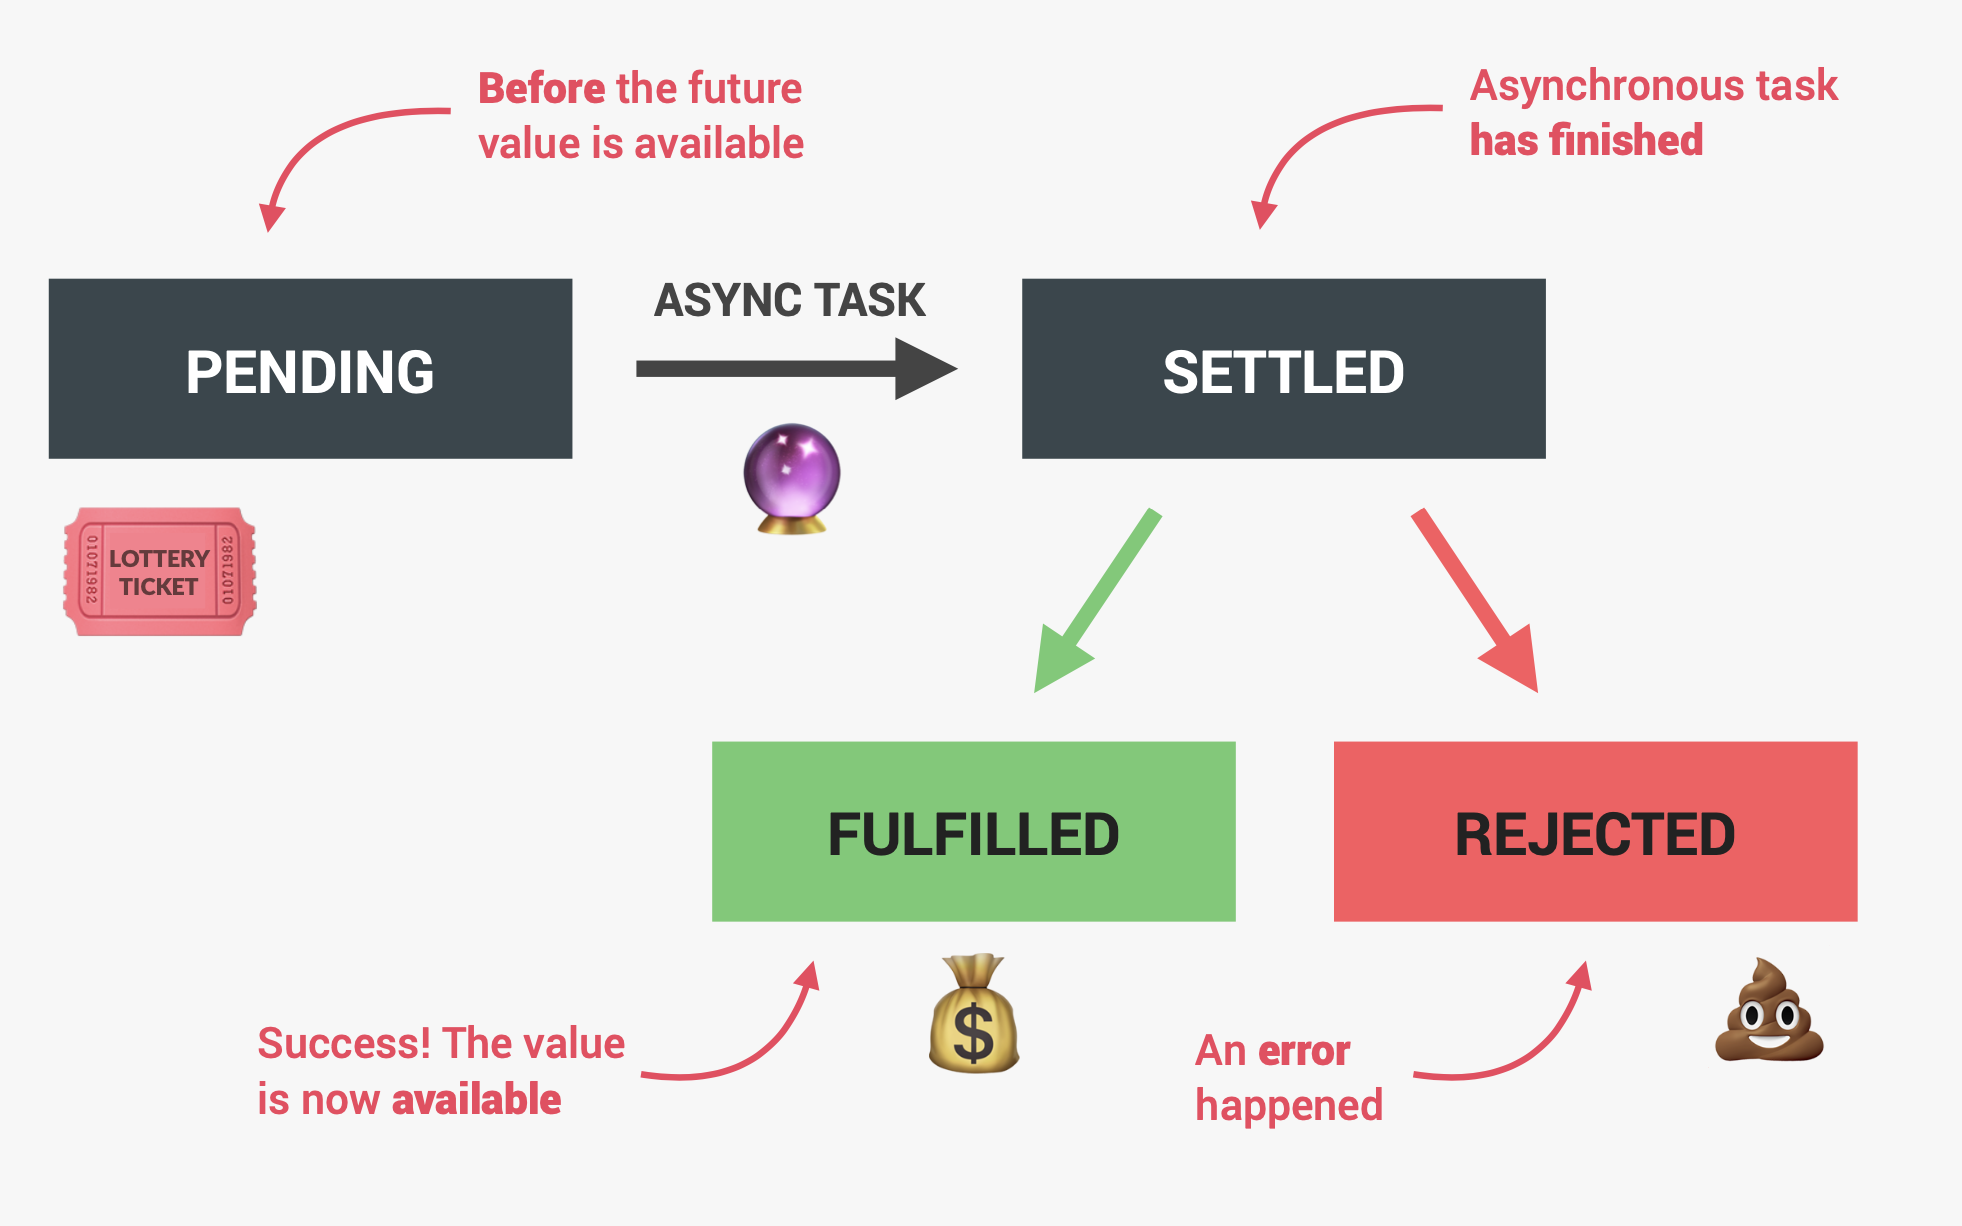 Before the future
value is available
Asynchronous task
has finished
PENDING
ASYNC TASK
SETTLED
01071982
LOTTERY
TICKET
01071982
FULFILLED
REJECTED
$
Success! The value
is now available
An error
happened